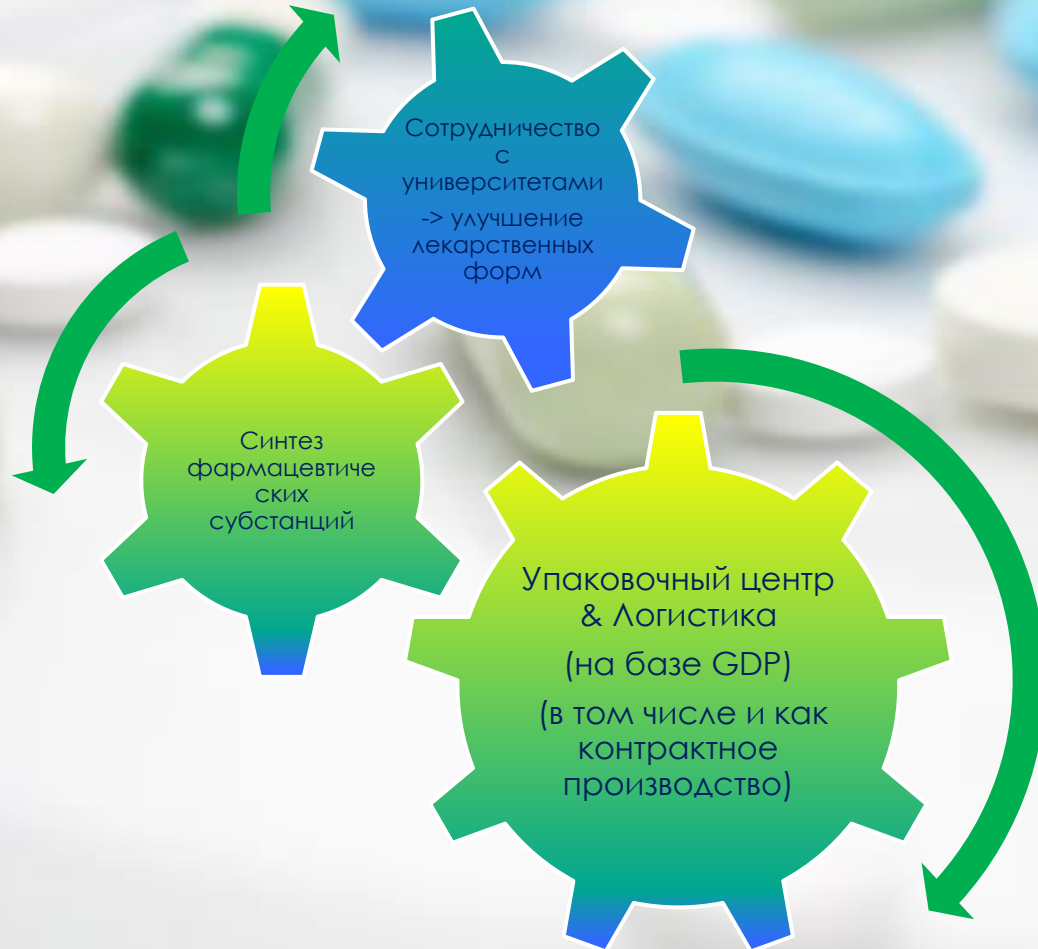 Сотрудничество
с
университетами
-> улучшение
лекарственных
форм
Синтез
фармацевтиче
ских
субстанций
Упаковочный центр
& Логистика
(на базе GDP)
(в том числе и как
контрактное
производство)